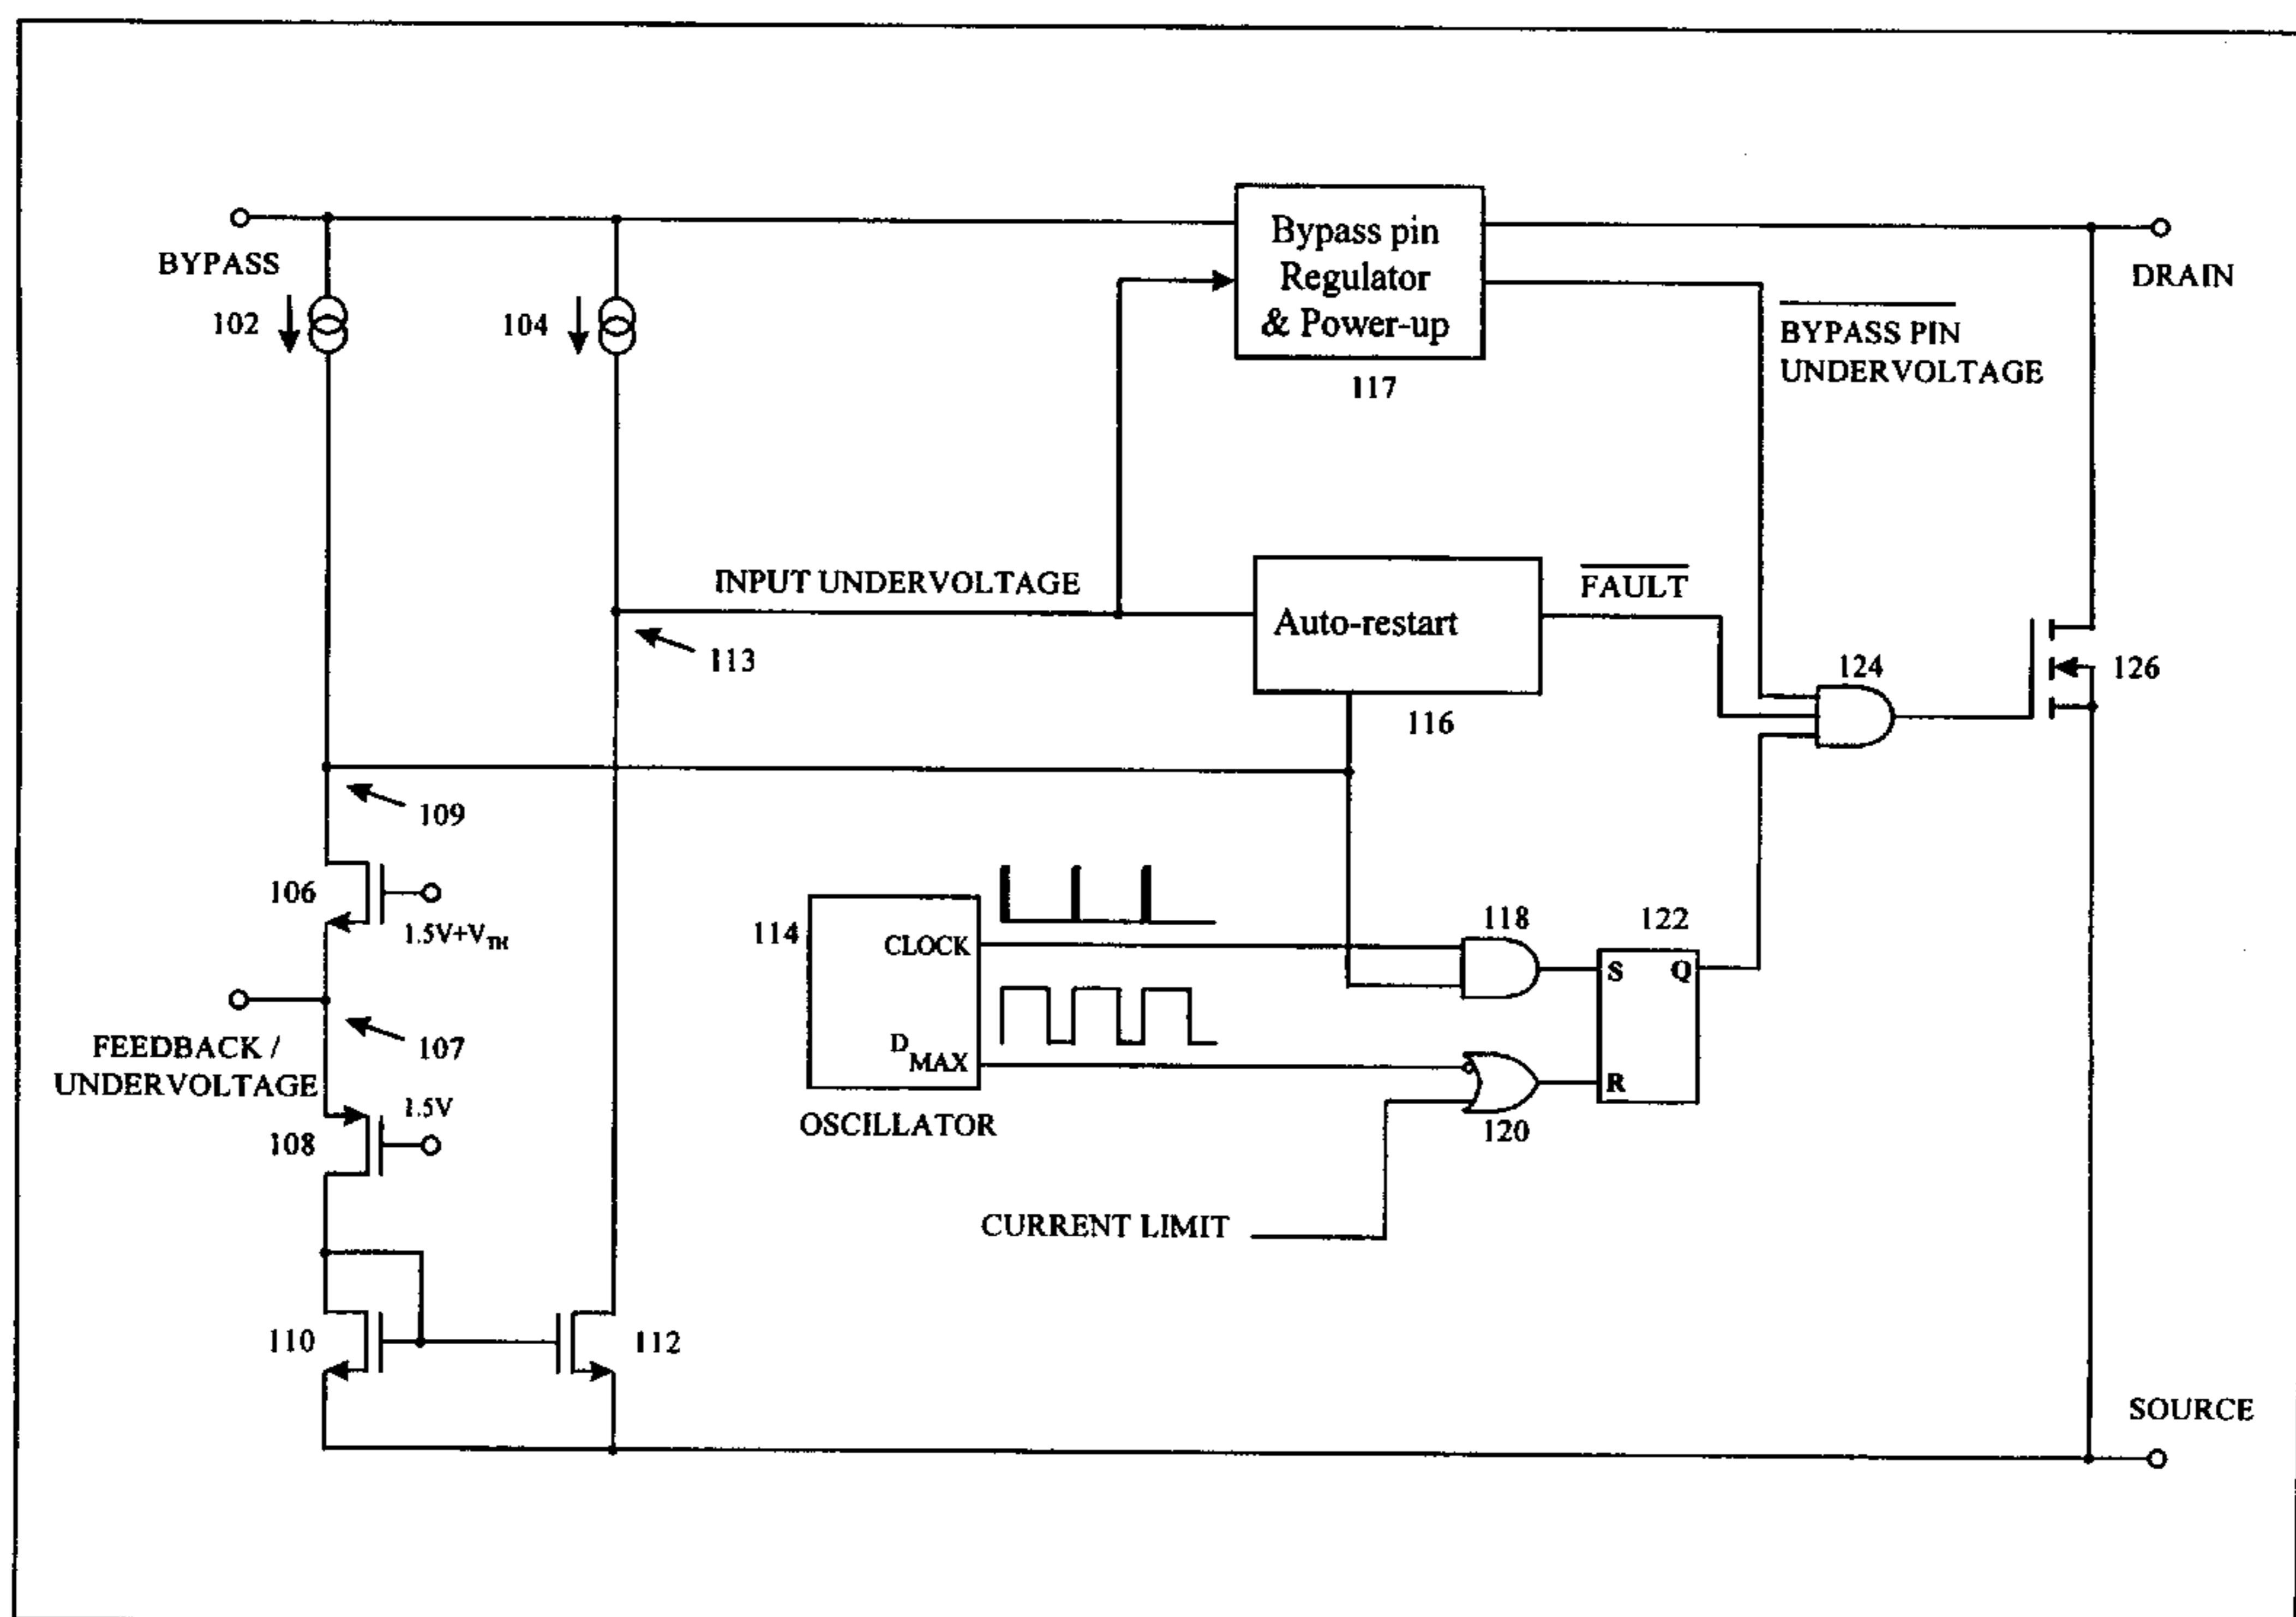 BYPASS
102
104
Bypass pin
Regulator
& Power-up
117
DRAIN
BYPASS PIN
UNDERVOLTAGE
INPUT UNDERVOLTAGE
113
Auto-restart
116
FAULT
124
126
109
106
1.5V+VTH
114
CLOCK
DMAX
OSCILLATOR
118
122
S
Q
R
120
FEEDBACK /
UNDERVOLTAGE
107
1.5V
108
CURRENT LIMIT
110
112
SOURCE